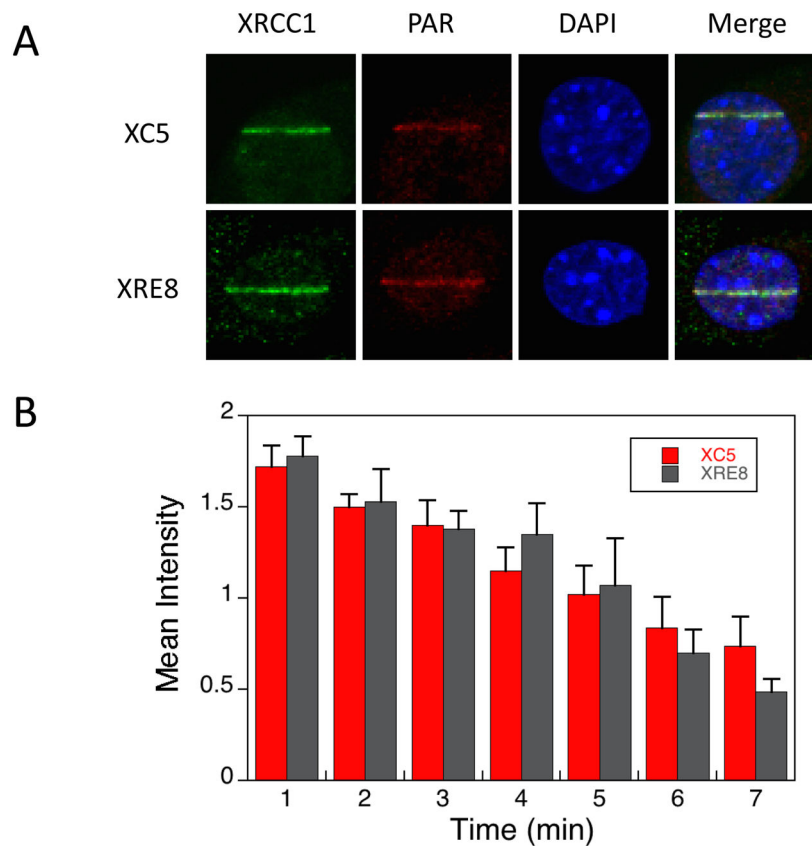 A
XRCC1 PAR DAPI Merge
XC5
XRE8
B
2
1.5
1
0.5
0
Mean Intensity
XC5
XRE8
1 2 3 4 5 6 7
Time (min)